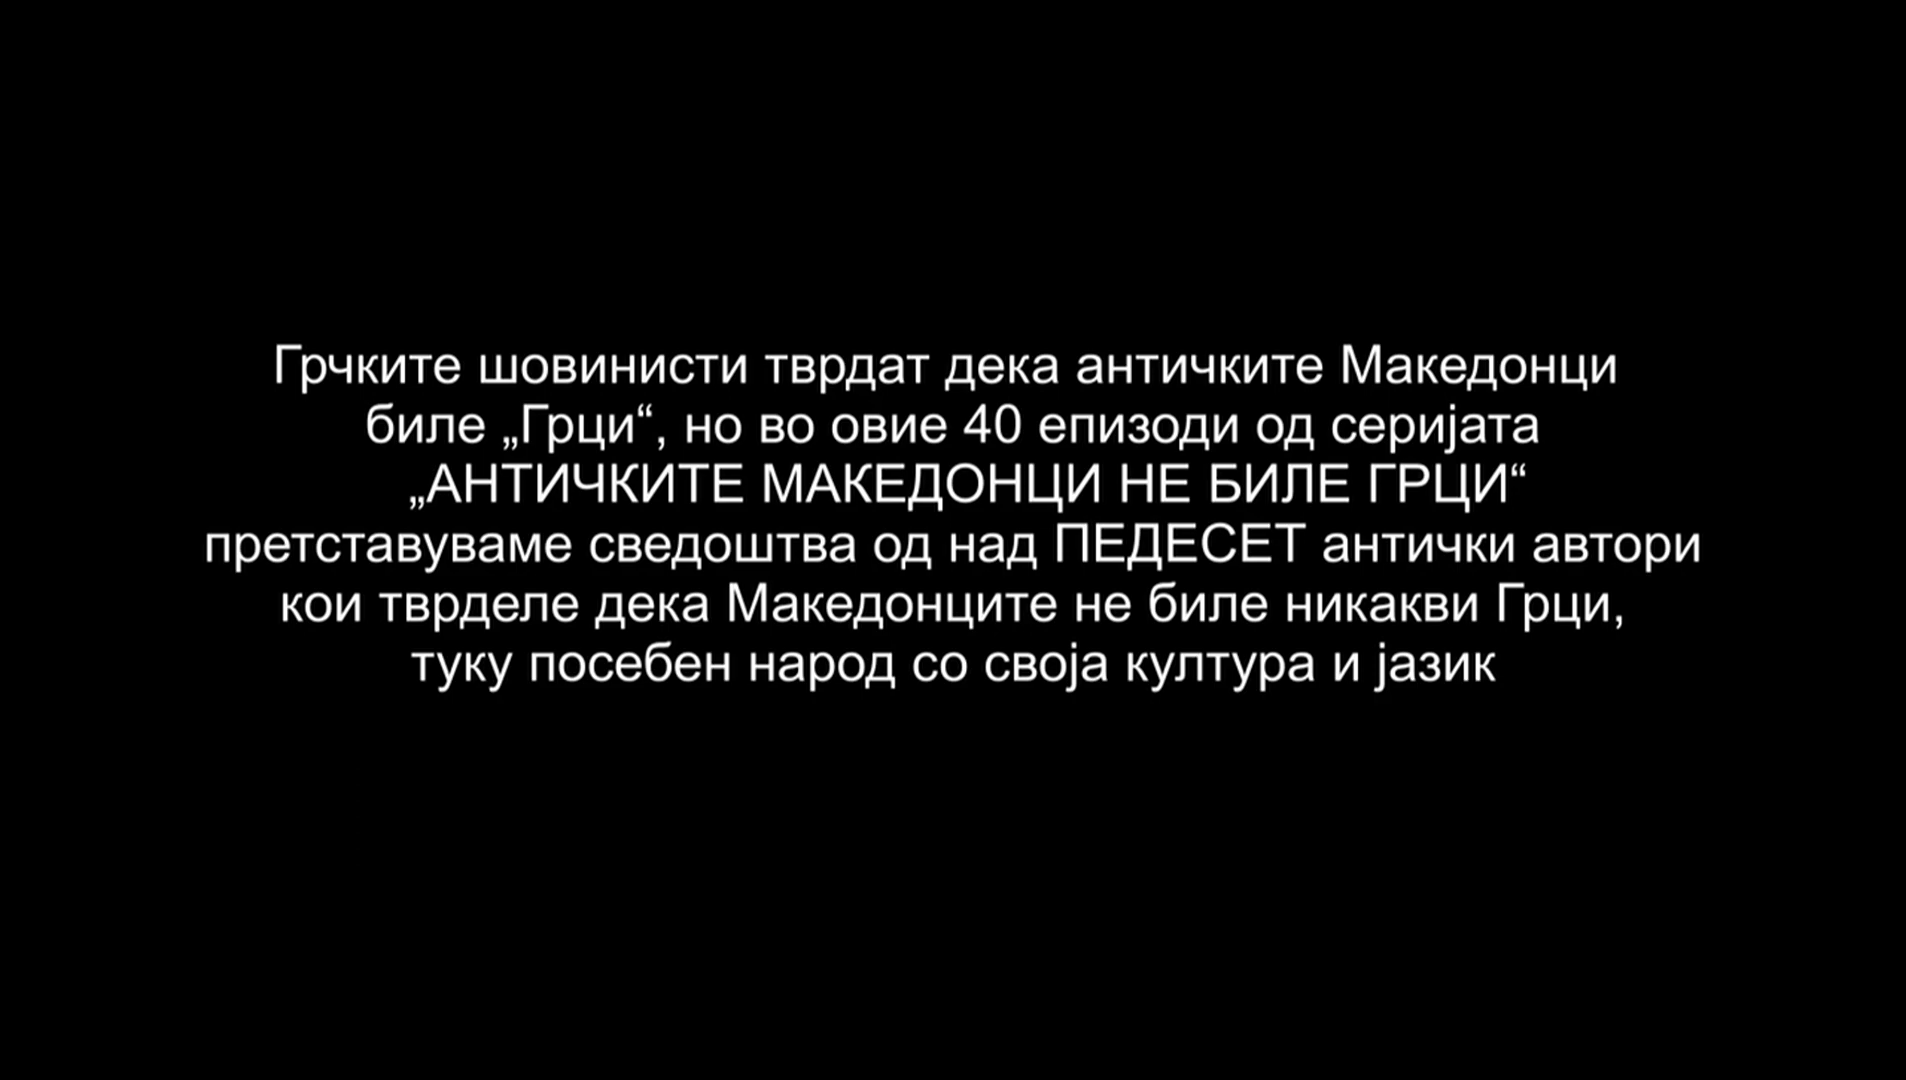 Грчките шовинисти тврдат дека античките Македонци
биле „Грци“, но во овие 40 епизоди од серијата
„АНТИЧКИТЕ МАКЕДОНЦИ НЕ БИЛЕ ГРЦИ“
претставуваме сведоштва од над ПЕДЕСЕТ антички автори
кои тврделе дека Македонците не биле никакви Грци,
туку посебен народ со своја култура и јазик